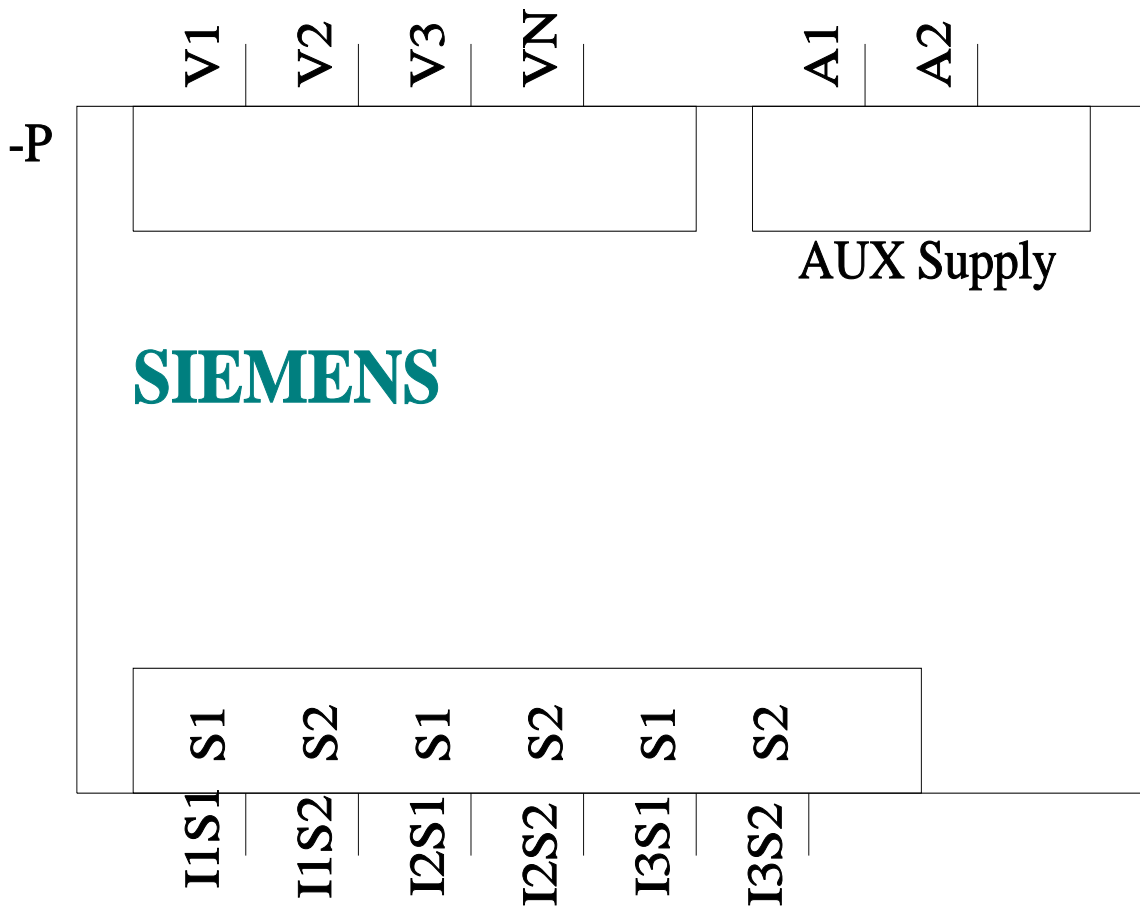 V1 V2 V3 VN A1 A2
-P
AUX Supply
SIEMENS
S1 S2 S1 S2 S1 S2
I1S1 I1S2 I2S1 I2S2 I3S1 I3S2